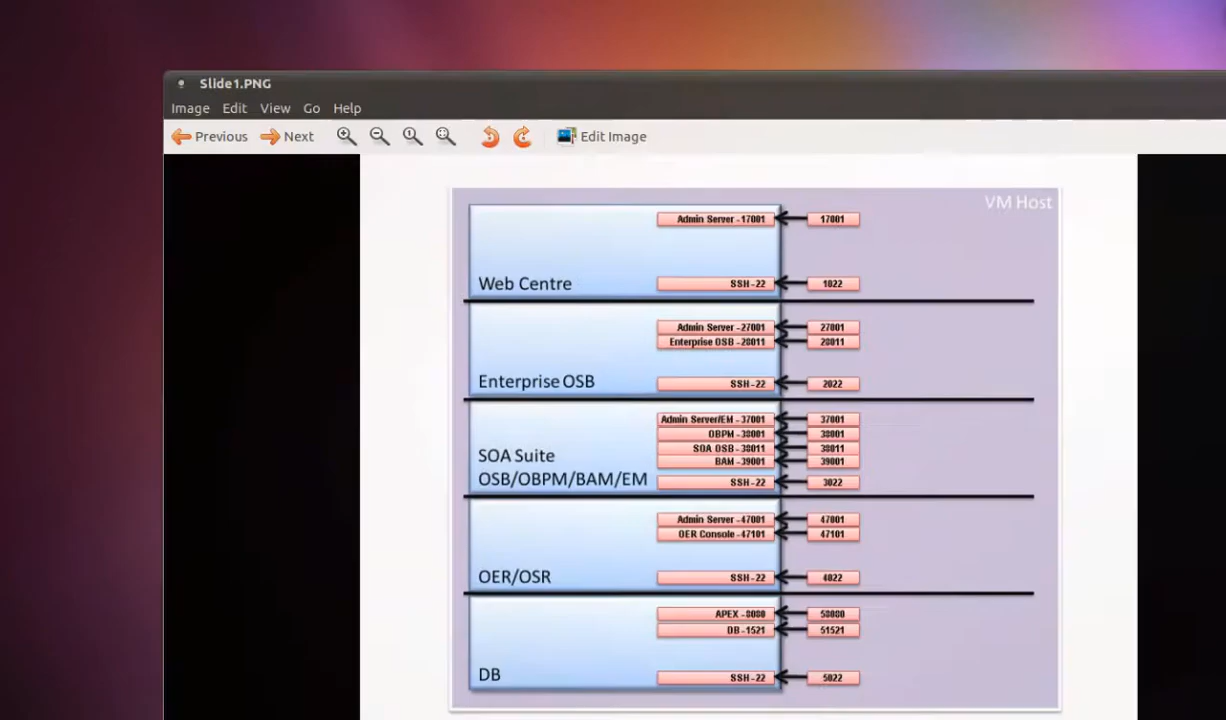 Slide1.PNG
Image Edit View Go Help
Previous Next Edit Image
VM Host
Admin Server -17001 17001
Web Centre SSH-22 1022
Admin Server -27001 27001
Enterprise OSB -28011 28011
Enterprise OSB SSH-22 2022
Admin Server/EM -37001 37001
OBPM -38001 38001
SOA OSB -38011 38011
SOA Suite
BAM -39001 39001
OSB/OBPM/BAM/EM SSH-22 3022
Admin Server -47001 47001
OER Console -47101 47101
OER/OSR SSH-22 4022
APEX -8080 58080
DB -1521 51521
DB SSH-22 5022